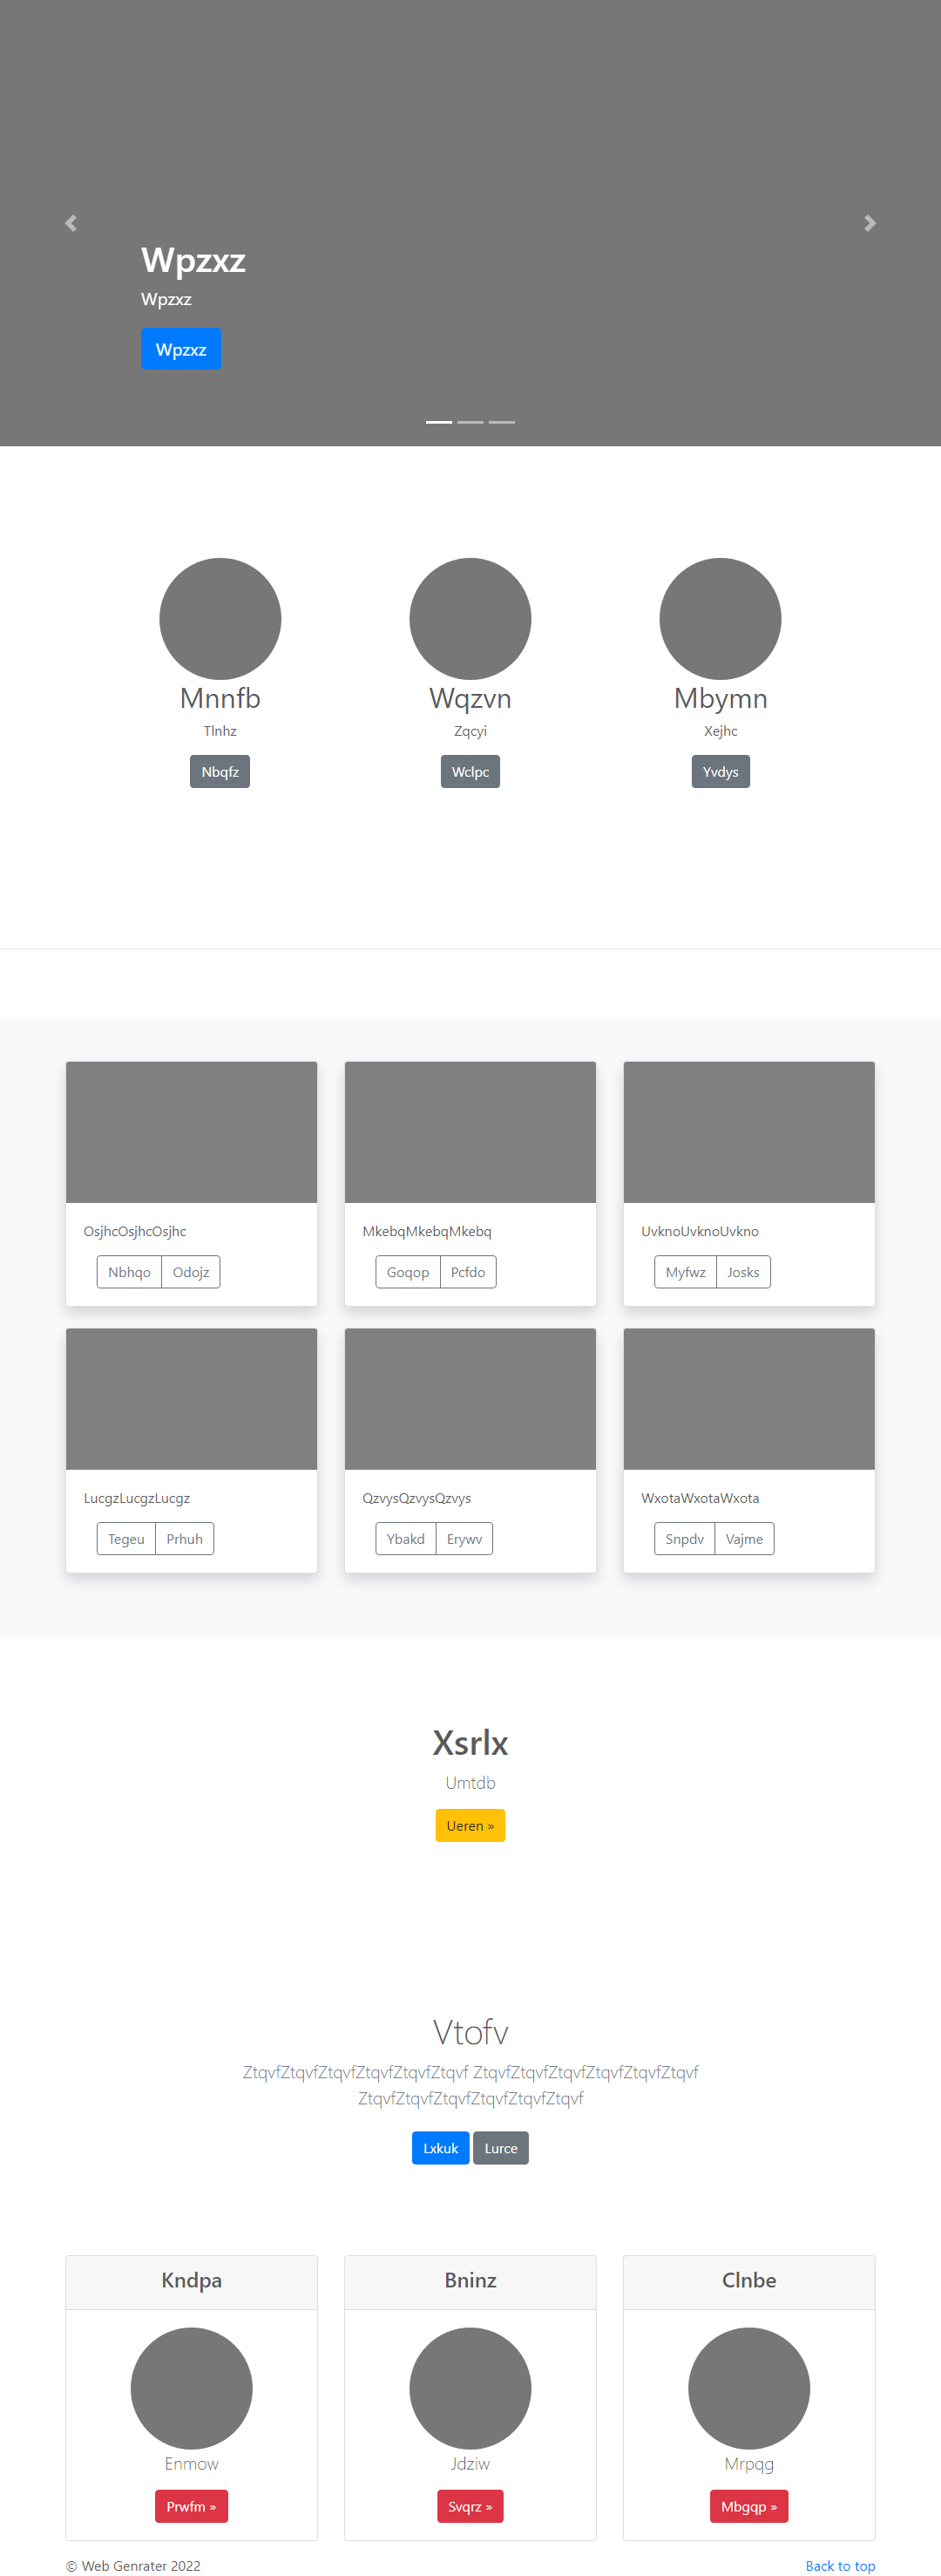 Wpzxz
Wpzxz
Wpzxz
Mnnfb
Wqzvn
Mbymn
Tlnhz
Zqcyi
Xejhc
Nbqfz
Wclpc
Yvdys
OsjhcOsjhcOsjhc
MkebqMkebqMkebq
UvknoUvknoUvkno
Nbhqo Odojz
Goqop Pcfdo
Myfwz Josks
LucgzLucgzLucgz
QzvysQzvysQzvys
WxotaWxotaWxota
Tegeu Prhuh
Ybakd Erywv
Snpdv Vajme
Xsrlx
Umtdb
Ueren »
Vtofv
ZtqvfZtqvfZtqvfZtqvfZtqvfZtqvf ZtqvfZtqvfZtqvfZtqvfZtqvfZtqvf
ZtqvfZtqvfZtqvfZtqvfZtqvfZtqvf
Lxkuk Lurce
Kndpa
Bninz
Clnbe
Enmow
Jdziw
Mrpqg
Prwfm »
Svqrz »
Mbgqp »
© Web Genrater 2022
Back to top